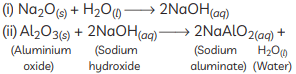 (i) Na₂O(s) + H₂O(l) ⟶ 2NaOH(aq)
(ii) Al₂O₃(s) + 2NaOH(aq) ⟶ 2NaAlO₂(aq) +
(Aluminium (Sodium (Sodium H₂O(l)
oxide) hydroxide aluminate) (Water)